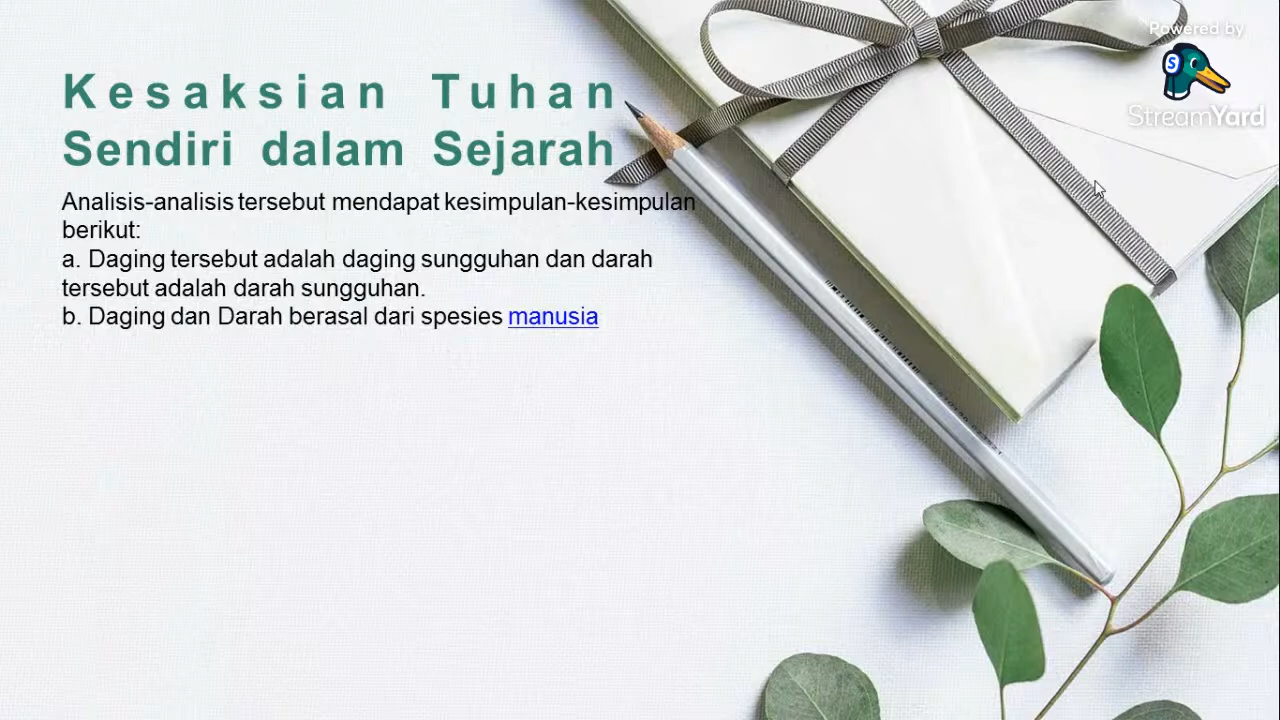 Powered by
StreamYard
Kesaksian Tuhan
Sendiri dalam Sejarah
Analisis-analisis tersebut mendapat kesimpulan-kesimpulan
berikut:
a. Daging tersebut adalah daging sungguhan dan darah
tersebut adalah darah sungguhan.
b. Daging dan Darah berasal dari spesies manusia